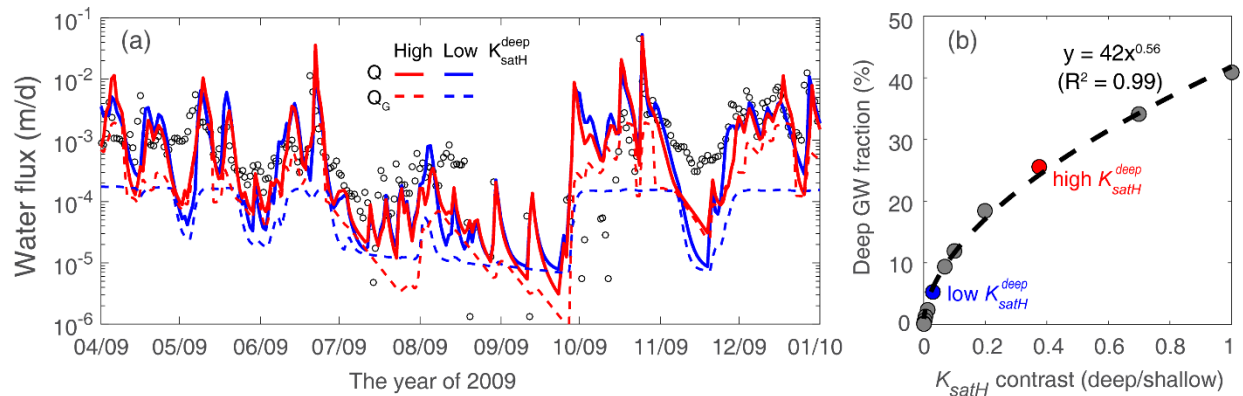 (a)
High Low K_satH^deep
Q
Q_G
Water flux (m/d)
10^-1
10^-2
10^-3
10^-4
10^-5
10^-6
04/09 05/09 06/09 07/09 08/09 09/09 10/09 11/09 12/09 01/10
The year of 2009
(b)
y = 42x^0.56
(R² = 0.99)
high K_satH^deep
low K_satH^deep
Deep GW fraction (%)
50
40
30
20
10
0
0 0.2 0.4 0.6 0.8 1
K_satH contrast (deep/shallow)